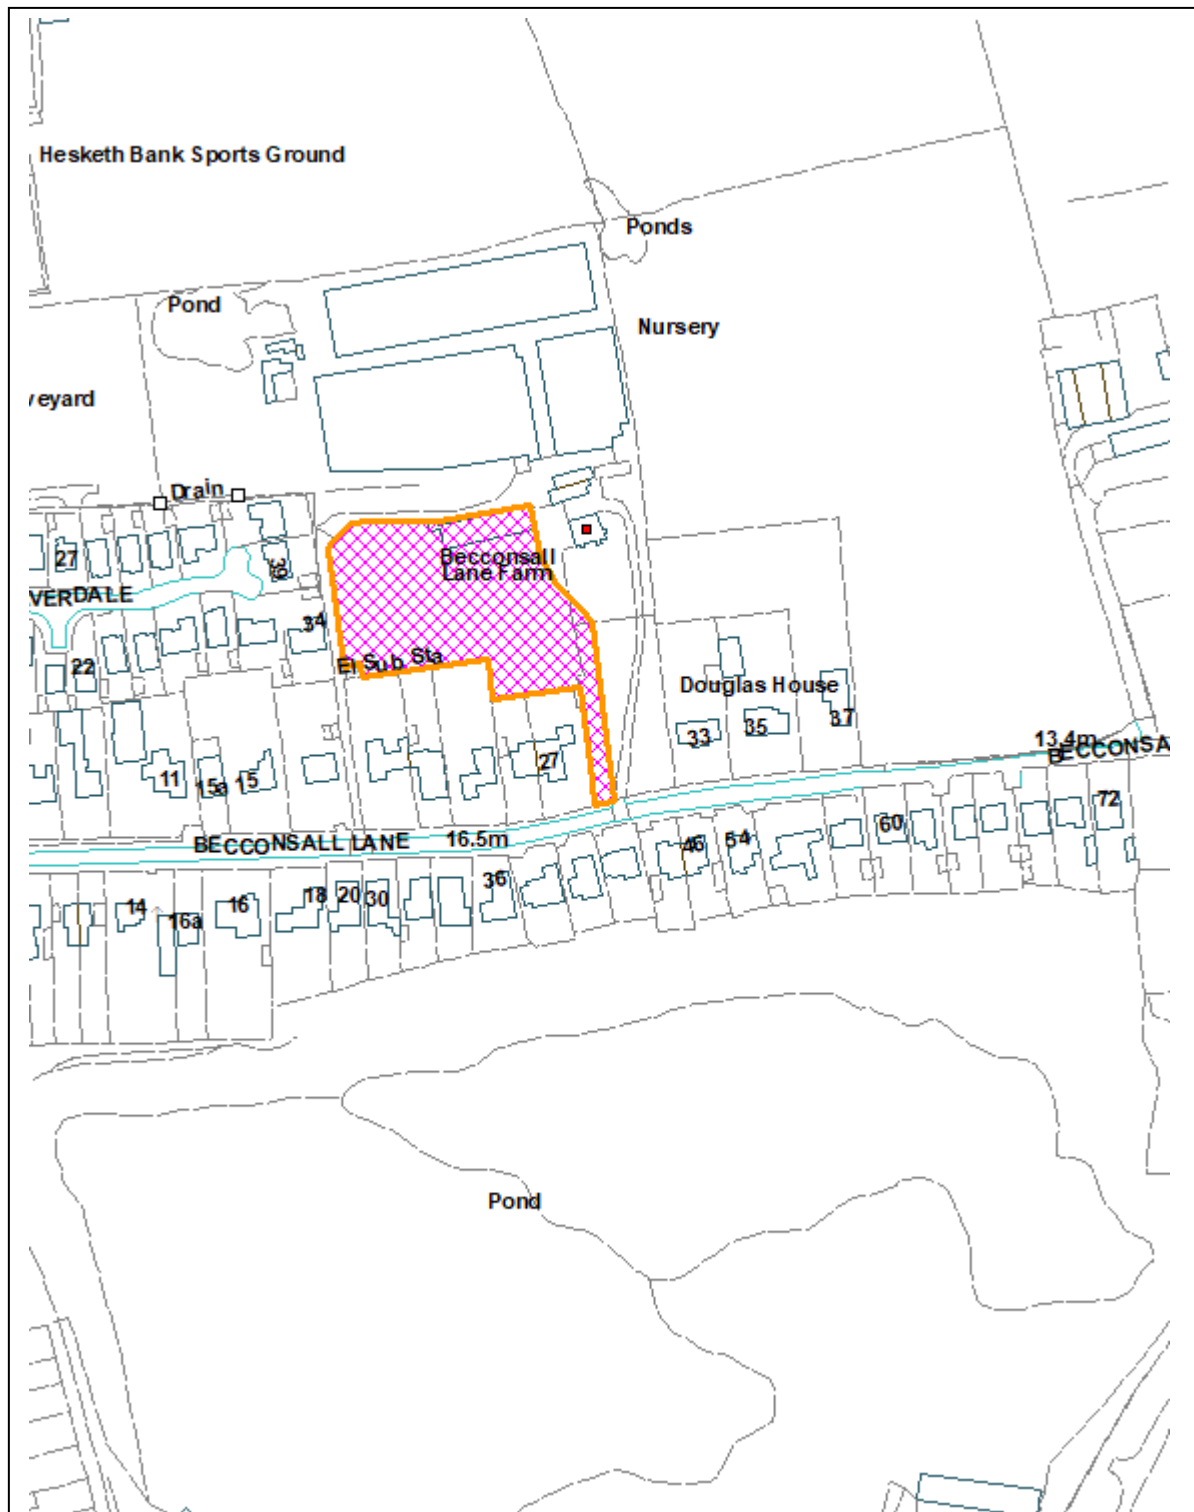 Hesketh Bank Sports Ground
Ponds
Pond
Nursery
veyard
Drain
27
39
Becconsall
Lane Farm
VERDALE
34
22
El Sub Sta
Douglas House
11
15a
15
27
33
35
37
13.4m
BECCONSA
BECCONSALL LANE
16.5m
46
54
60
72
14
16a
16
18
20
30
36
Pond